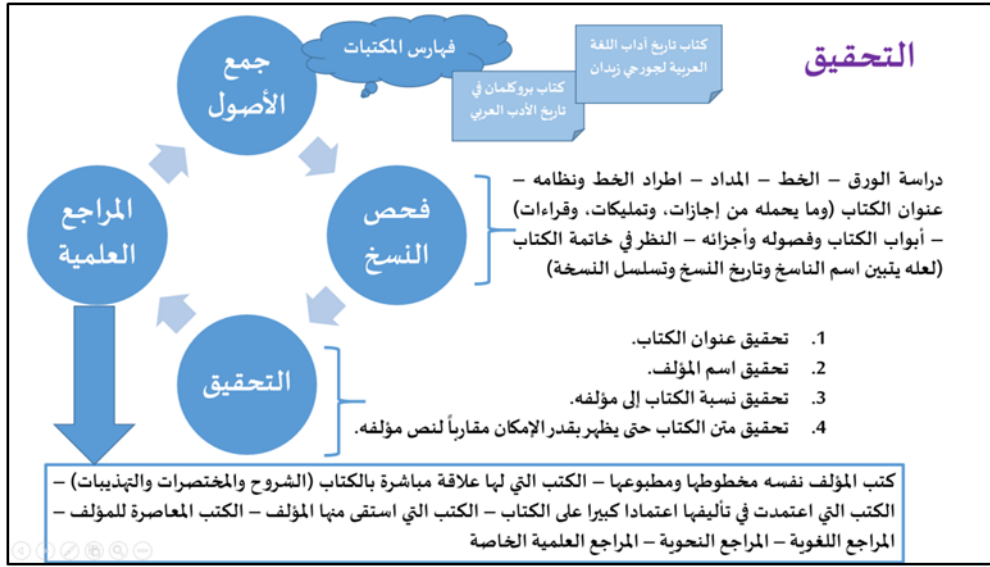 التحقيق
كتاب تاريخ آداب اللغة
العربية لجورجي زيدان
كتاب بروكلمان في
تاريخ الأدب العربي
فهارس المكتبات
جمع
الأصول
فحص
النسخ
دراسة الورق – الخط – المداد – اطراد الخط ونظامه –
عنوان الكتاب (وما يحمله من إجازات، وتمليكات، وقراءات)
– أبواب الكتاب وفصوله وأجزائه – النظر في خاتمة الكتاب
(لعله يتبين اسم الناسخ وتاريخ النسخ وتسلسل النسخة)
التحقيق
1. تحقيق عنوان الكتاب.
2. تحقيق اسم المؤلف.
3. تحقيق نسبة الكتاب إلى مؤلفه.
4. تحقيق متن الكتاب حتى يظهر بقدر الإمكان مقارباً لنص مؤلفه.
المراجع
العلمية
كتب المؤلف نفسه مخطوطها ومطبوعها – الكتب التي لها علاقة مباشرة بالكتاب (الشروح والمختصرات والتهذيبات) –
الكتب التي اعتمدت في تأليفها اعتمادا كبيرا على الكتاب – الكتب التي استقى منها المؤلف – الكتب المعاصرة للمؤلف –
المراجع اللغوية – المراجع النحوية – المراجع العلمية الخاصة